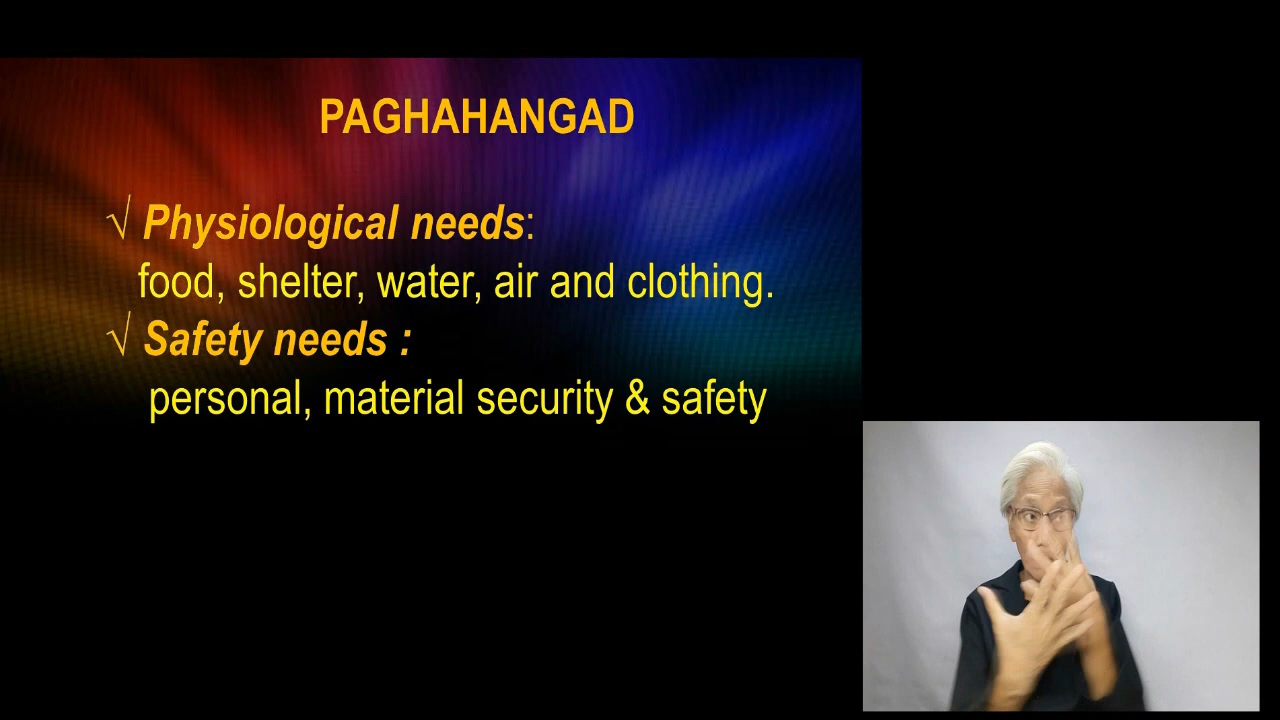 PAGHAHANGAD
√ Physiological needs:
food, shelter, water, air and clothing.
√ Safety needs :
personal, material security & safety